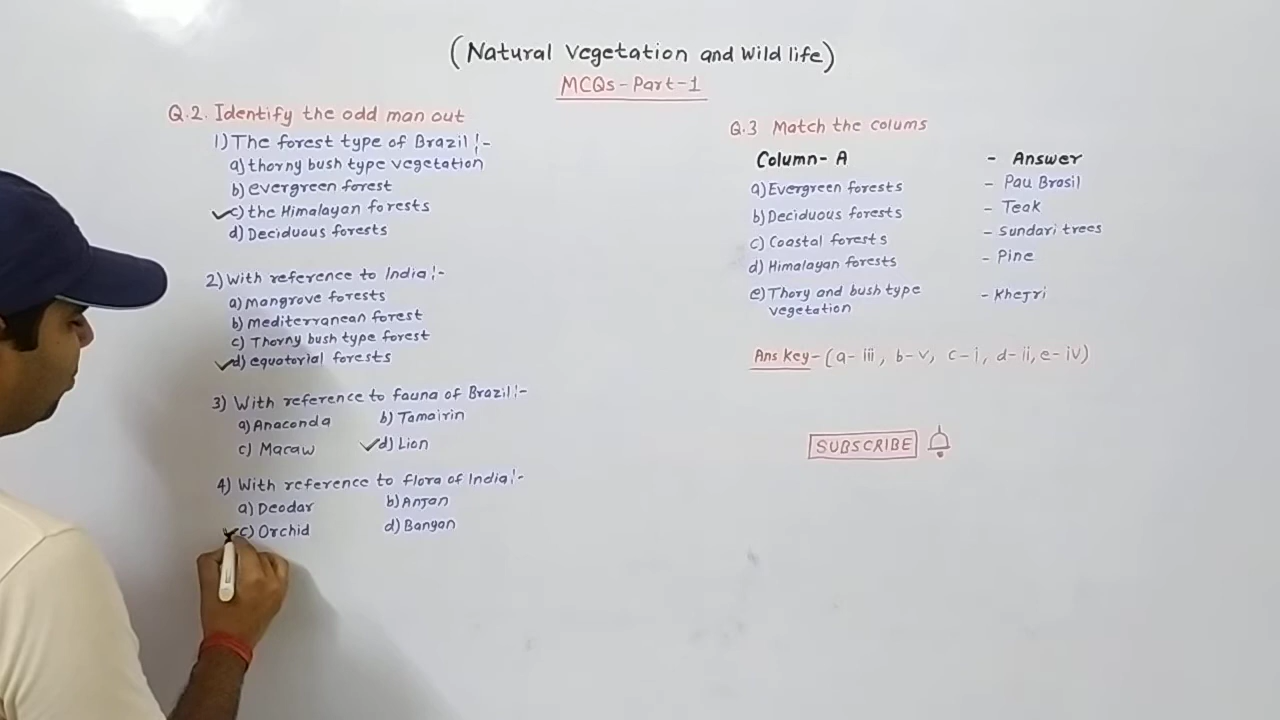 (Natural Vegetation and Wild life)
MCQs-Part-1
Q.2. Identify the odd man out
1) The forest type of Brazil :-
a) thorny bush type vegetation
b) evergreen forest
c) the Himalayan forests
d) Deciduous forests
2) With reference to India :-
a) mangrove forests
b) mediterranean forest
c) Thorny bush type forest
d) equatorial forests
3) With reference to fauna of Brazil :-
a) Anaconda b) Tamairin
c) Macaw d) Lion
4) With reference to flora of India :-
a) Deodar b) Anjan
c) Orchid d) Bangan
Q.3 Match the colums
Column- A - Answer
a) Evergreen forests - Pau Brasil
b) Deciduous forests - Teak
c) Coastal forests - Sundari trees
d) Himalayan forests - Pine
e) Thory and bush type - Khejri
vegetation
Ans Key - (a-iii, b-v, c-i, d-ii, e-iv)
SUBSCRIBE